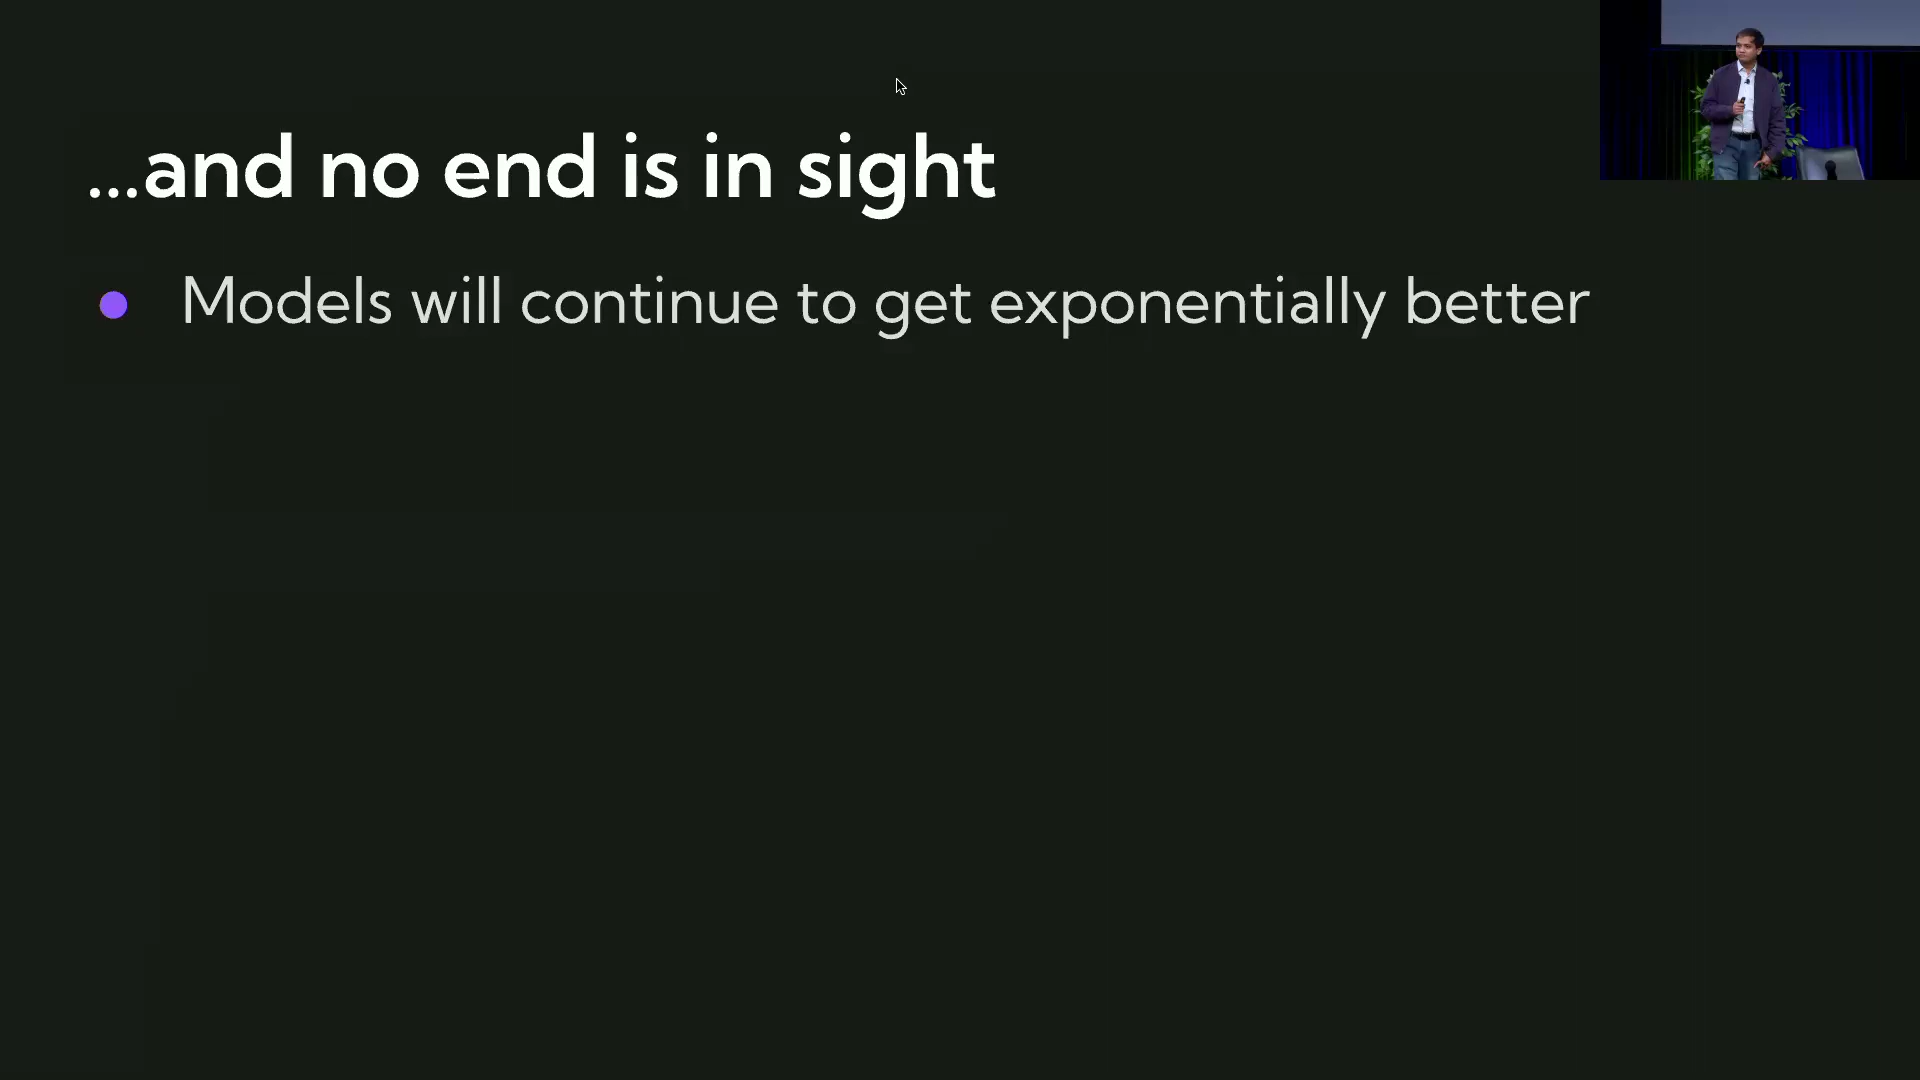 ...and no end is in sight
Models will continue to get exponentially better